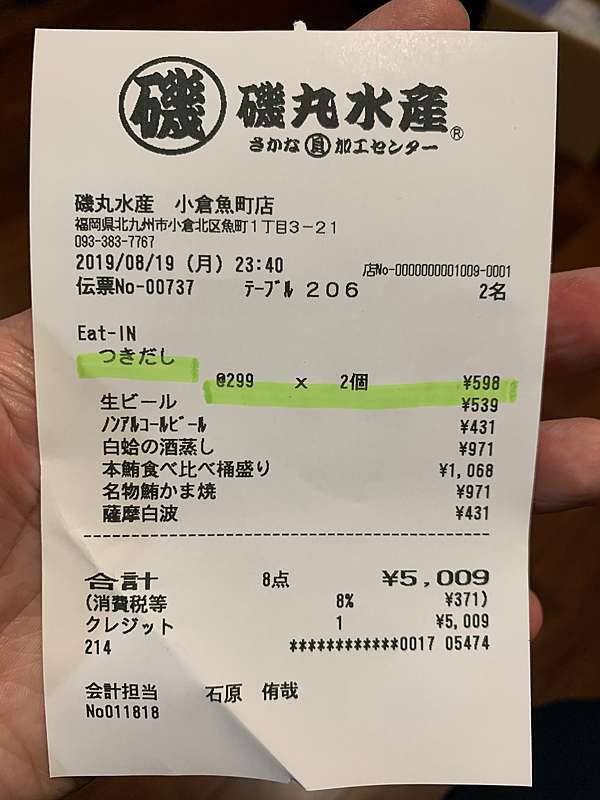 磯 磯丸水産®
さかな 貝 加工センター
磯丸水産 小倉魚町店
福岡県北九州市小倉北区魚町1丁目3-21
093-383-7767
2019/08/19 (月) 23:40 店No-0000000001009-0001
伝票No-00737 ﾃｰﾌﾞﾙ 206 2名
Eat-IN
つきだし
@299 x 2個 ¥598
生ビール ¥539
ﾉﾝｱﾙｺｰﾙﾋﾞｰﾙ ¥431
白蛤の酒蒸し ¥971
本鮪食べ比べ桶盛り ¥1,068
名物鮪かま焼 ¥971
薩摩白波 ¥431
合計 8点 ¥5,009
(消費税等 8% ¥371)
クレジット 1 ¥5,009
214 ************0017 05474
会計担当 石原 侑哉
No011818